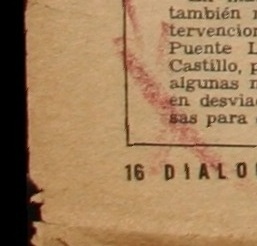 también
tervencion
Puente L
Castillo, p
algunas
en desviac
sas para
16 DIALO